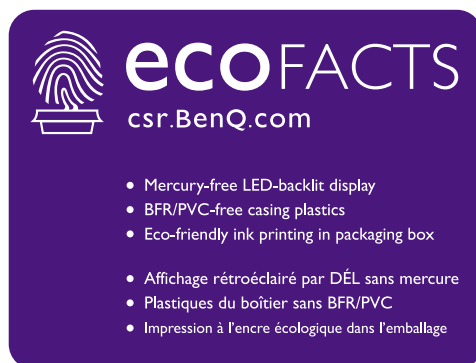 ecoFACTS
csr.BenQ.com
• Mercury-free LED-backlit display
• BFR/PVC-free casing plastics
• Eco-friendly ink printing in packaging box
• Affichage rétroéclairé par DÉL sans mercure
• Plastiques du boîtier sans BFR/PVC
• Impression à l'encre écologique dans l'emballage